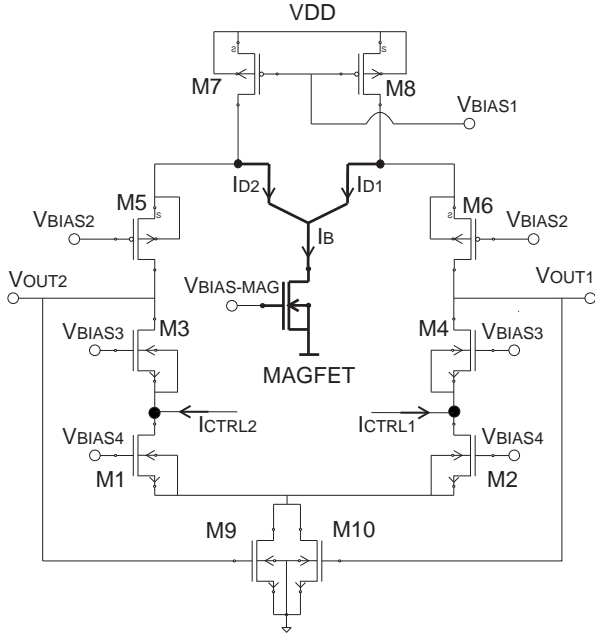 VDD
S S
M7 M8
VBIAS1
ID2 ID1
M5 S S M6
VBIAS2 IB VBIAS2
VOUT2 VBIAS-MAG VOUT1
VBIAS3 M3 M4 VBIAS3
MAGFET
ICTRL2 ICTRL1
VBIAS4 VBIAS4
M1 M2
M9 M10